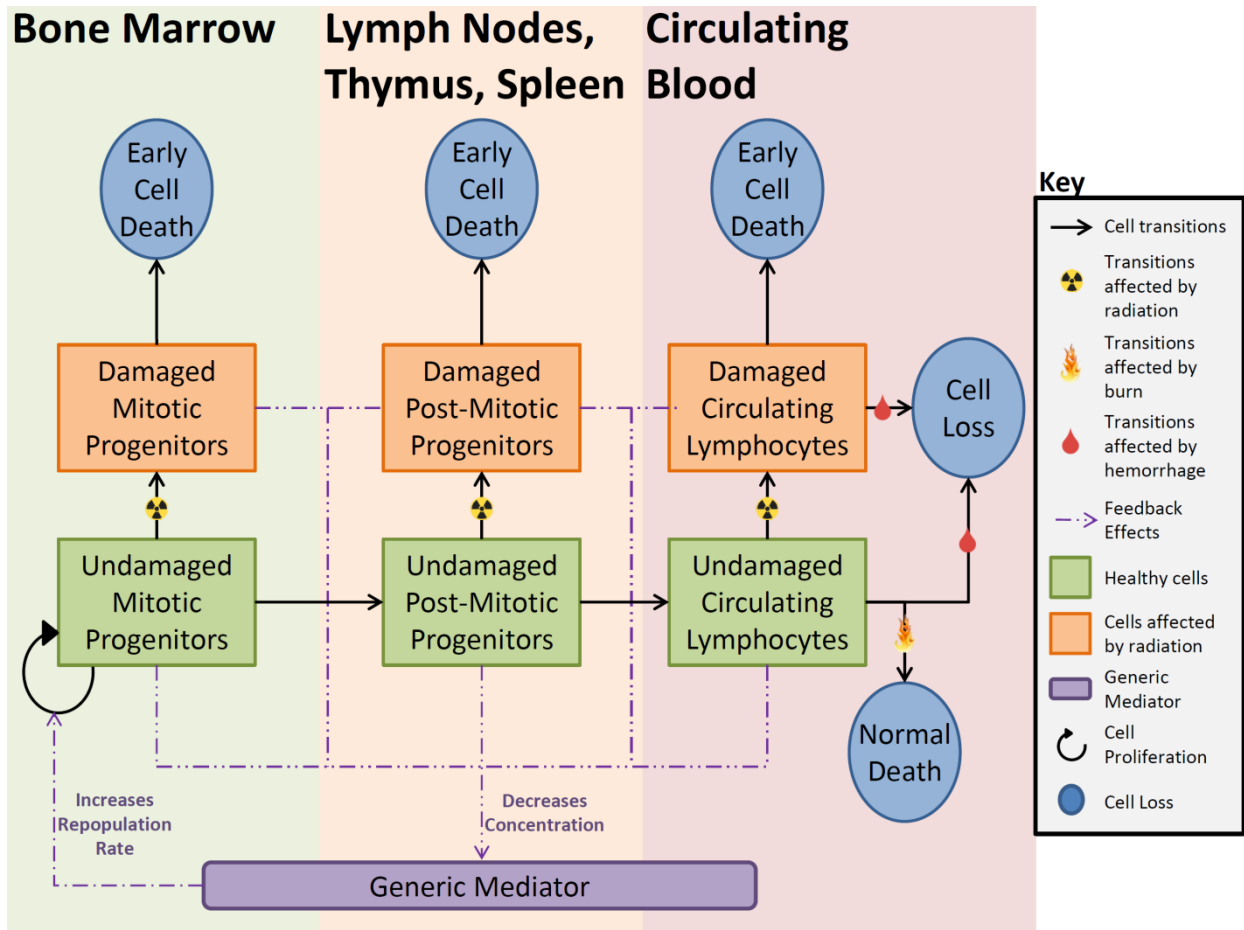 Bone Marrow
Lymph Nodes,
Thymus, Spleen
Circulating
Blood
Early
Cell
Death
Early
Cell
Death
Early
Cell
Death
Damaged
Mitotic
Progenitors
Damaged
Post-Mitotic
Progenitors
Damaged
Circulating
Lymphocytes
Cell
Loss
Undamaged
Mitotic
Progenitors
Undamaged
Post-Mitotic
Progenitors
Undamaged
Circulating
Lymphocytes
Normal
Death
Increases
Repopulation
Rate
Decreases
Concentration
Generic Mediator
Key
Cell transitions
Transitions
affected by
radiation
Transitions
affected by
burn
Transitions
affected by
hemorrhage
Feedback
Effects
Healthy cells
Cells affected
by radiation
Generic
Mediator
Cell
Proliferation
Cell Loss